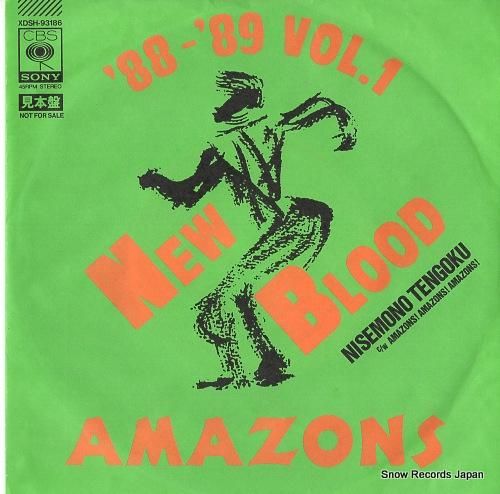 XDSH-93186
CBS
SONY
45RPM STEREO
見本盤
NOT FOR SALE
'88-'89 VOL.1
NEW BLOOD
NISEMONO TENGOKU
c/w AMAZONS! AMAZONS! AMAZONS!
AMAZONS
Snow Records Japan